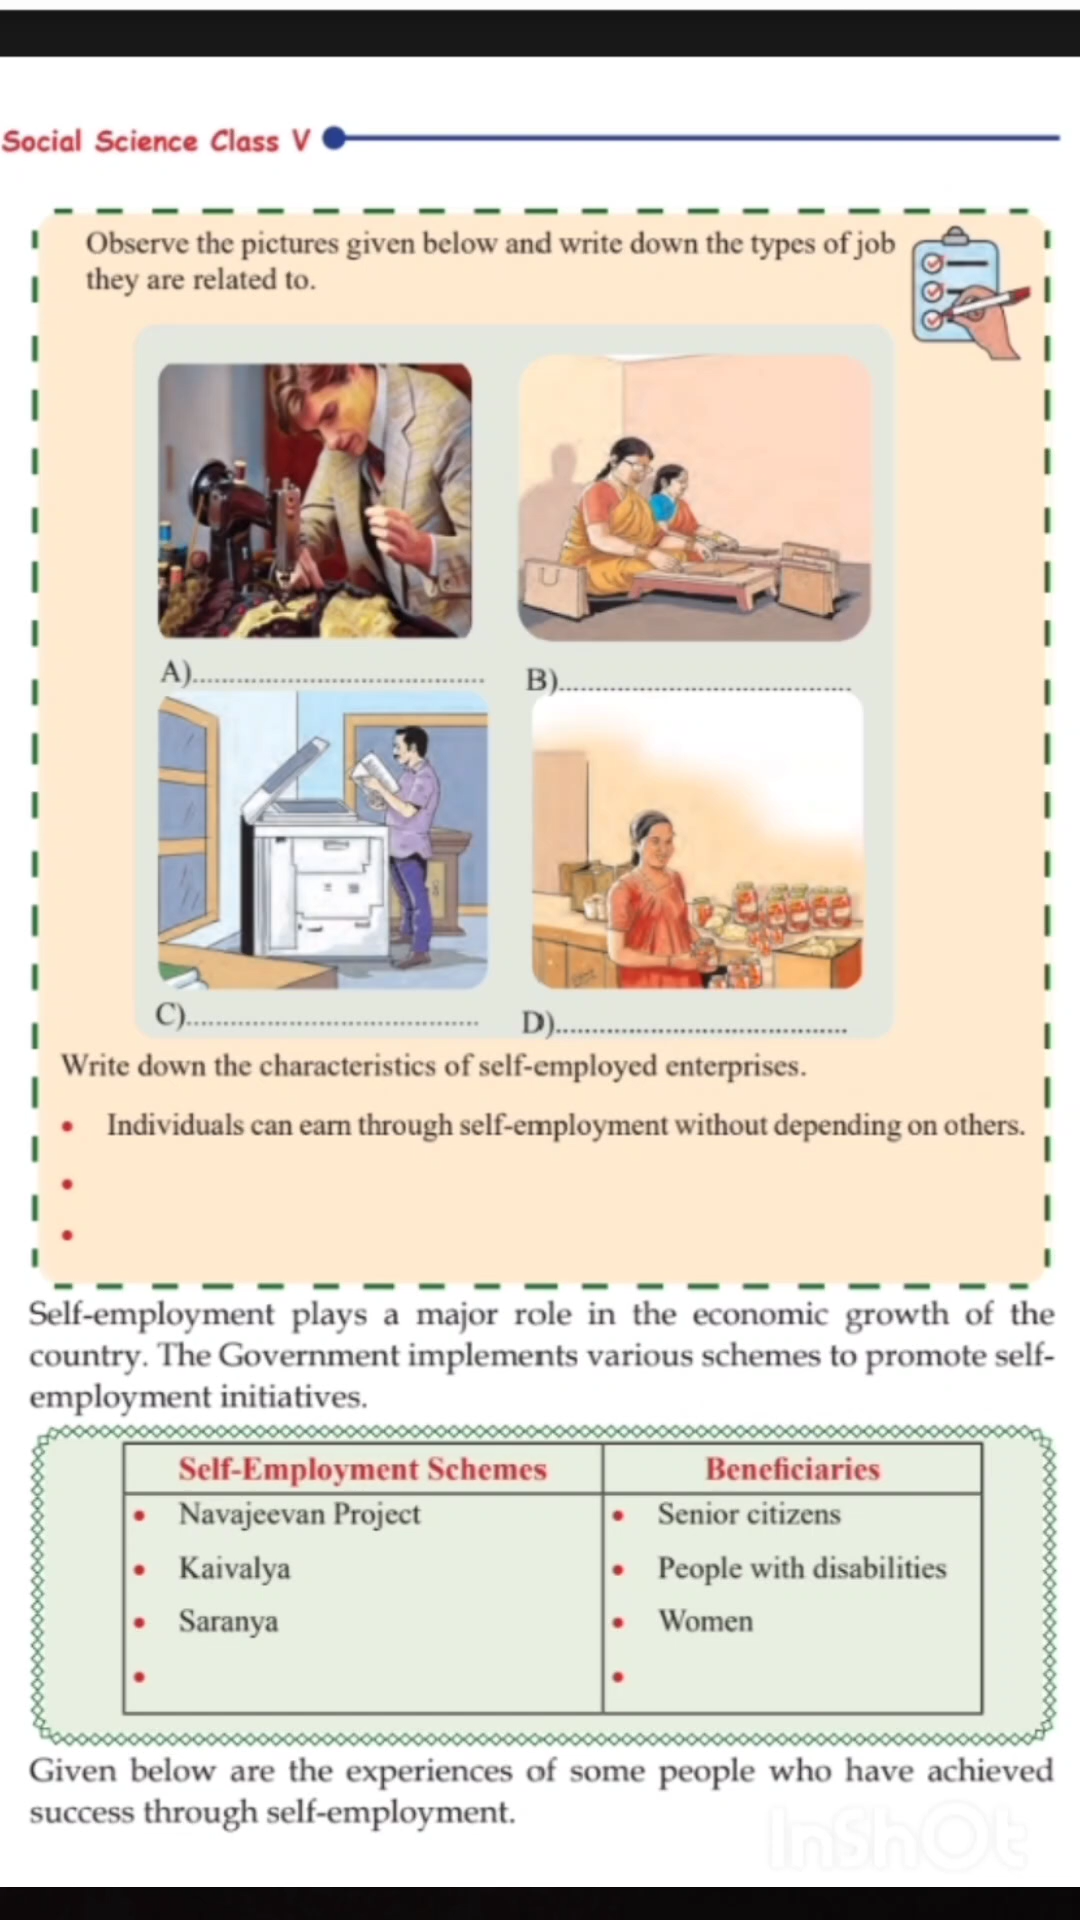 Social Science Class V
Observe the pictures given below and write down the types of job
they are related to.
A)..........................................
B)..........................................
C)..........................................
D)..........................................
Write down the characteristics of self-employed enterprises.
• Individuals can earn through self-employment without depending on others.
•
•
Self-employment plays a major role in the economic growth of the
country. The Government implements various schemes to promote self-
employment initiatives.
Self-Employment Schemes Beneficiaries
• Navajeevan Project • Senior citizens
• Kaivalya • People with disabilities
• Saranya • Women
• •
Given below are the experiences of some people who have achieved
success through self-employment.
InShOt